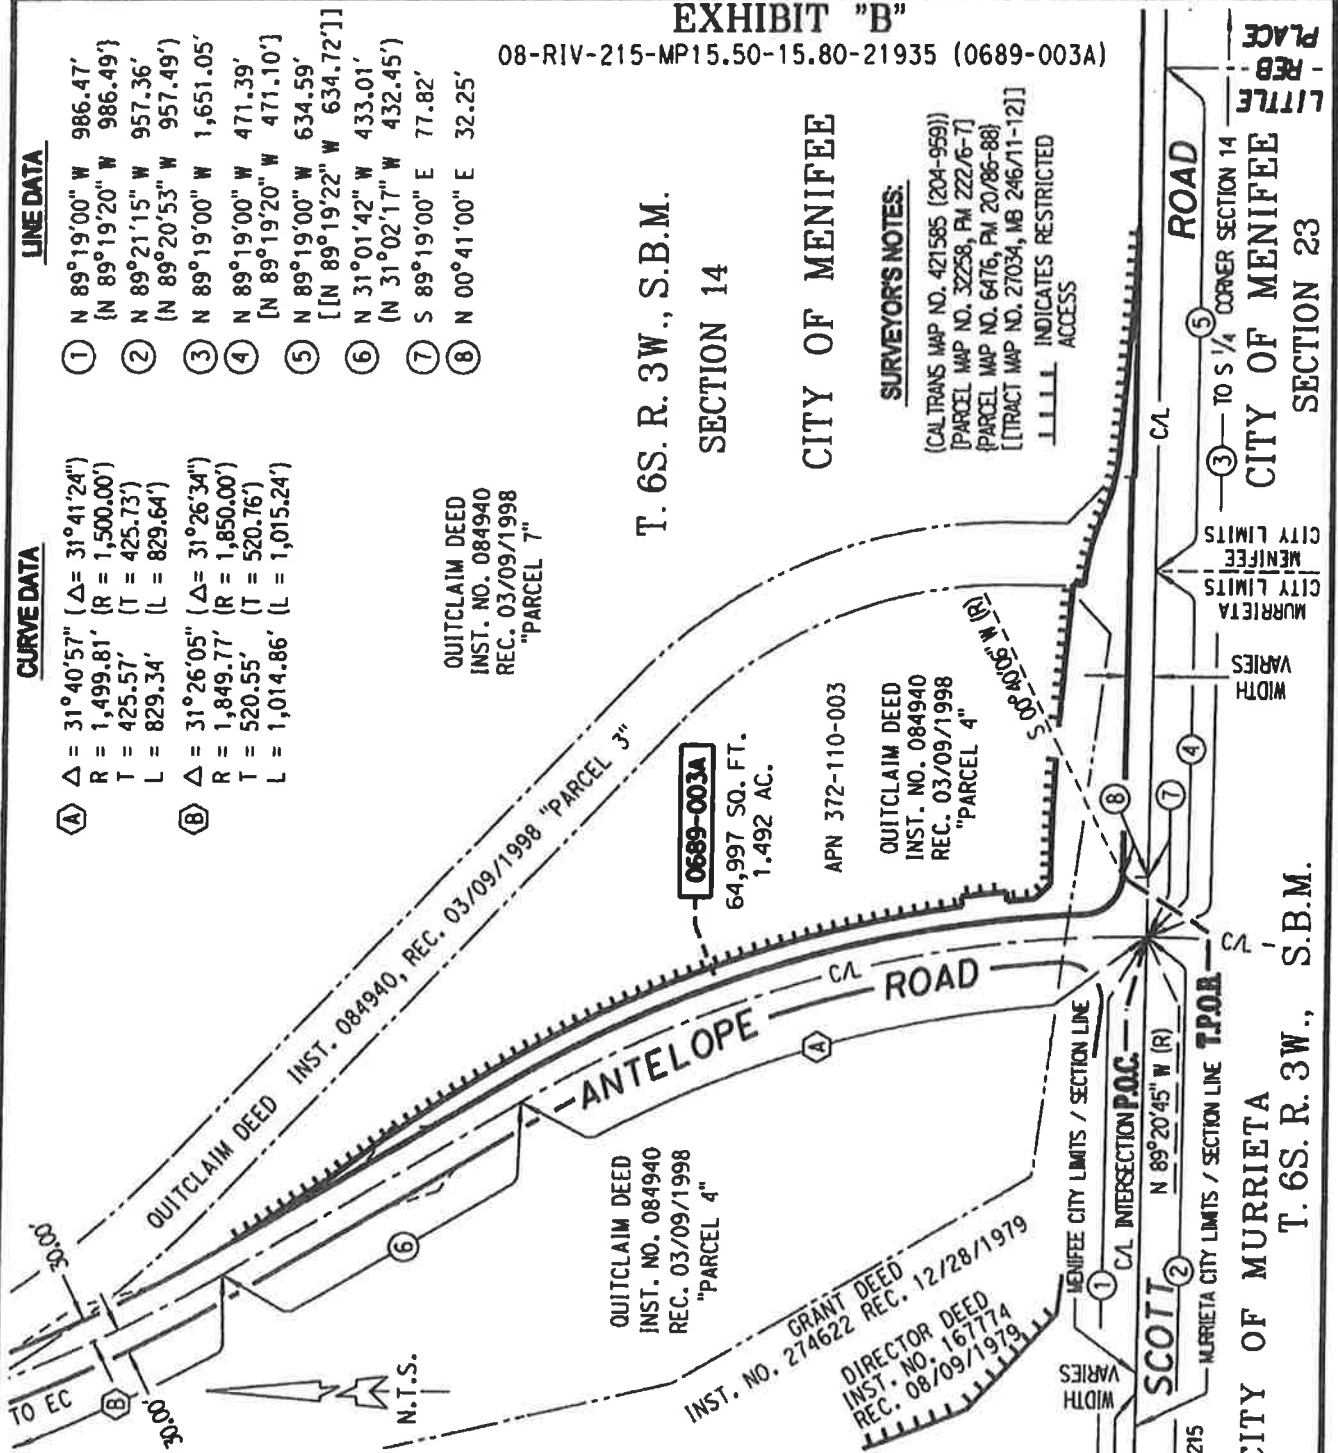 EXHIBIT "B"
08-RIV-215-MP15.50-15.80-21935 (0689-003A)
LINE DATA
1 N 89°19'00" W 986.47'
{N 89°19'20" W 986.49'}
2 N 89°21'15" W 957.36'
(N 89°20'53" W 957.49')
3 N 89°19'00" W 1,651.05'
4 N 89°19'00" W 471.39'
[N 89°19'20" W 471.10']
5 N 89°19'00" W 634.59'
[[N 89°19'22" W 634.72']]
6 N 31°01'42" W 433.01'
(N 31°02'17" W 432.45')
7 S 89°19'00" E 77.82'
8 N 00°41'00" E 32.25'
CURVE DATA
A Δ = 31°40'57" (Δ= 31°41'24")
R = 1,499.81' (R = 1,500.00')
T = 425.57' (T = 425.73')
L = 829.34' (L = 829.64')
B Δ = 31°26'05" (Δ= 31°26'34")
R = 1,849.77' (R = 1,850.00')
T = 520.55' (T = 520.76')
L = 1,014.86' (L = 1,015.24')
QUITCLAIM DEED
INST. NO. 084940
REC. 03/09/1998
"PARCEL 7"
T. 6S. R. 3W., S.B.M.
SECTION 14
CITY OF MENIFEE
SURVEYOR'S NOTES:
(CALTRANS MAP NO. 421585 (204-959))
[PARCEL MAP NO. 32258, PM 222/6-7]
{PARCEL MAP NO. 6476, PM 20/86-88}
[[TRACT MAP NO. 27034, MB 246/11-12]]
INDICATES RESTRICTED
ACCESS
LITTLE
REB
PLACE
ROAD
5
3 TO S 1/4 CORNER SECTION 14
CITY OF MENIFEE
SECTION 23
C/L
MENIFEE
CITY LIMITS
MURRIETA
CITY LIMITS
WIDTH
VARIES
QUITCLAIM DEED INST. 084940, REC. 03/09/1998 "PARCEL 3"
0689-003A
64,997 SQ. FT.
1.492 AC.
APN 372-110-003
QUITCLAIM DEED
INST. NO. 084940
REC. 03/09/1998
"PARCEL 4"
S 00°40'06" W (R)
8
7
4
C/L
ANTELOPE ROAD
A
C/L
30.00'
30.00'
TO EC
B
6
N.T.S.
QUITCLAIM DEED
INST. NO. 084940
REC. 03/09/1998
"PARCEL 4"
GRANT DEED
INST. NO. 274622 REC. 12/28/1979
DIRECTOR DEED
INST. NO. 167774
REC. 08/09/1979
MENIFEE CITY LIMITS / SECTION LINE
1
C/L INTERSECTION P.O.C.
N 89°20'45" W (R)
2
SCOTT
MURRIETA CITY LIMITS / SECTION LINE T.P.O.B.
WIDTH
VARIES
215
CITY OF MURRIETA
T. 6S. R. 3W., S.B.M.